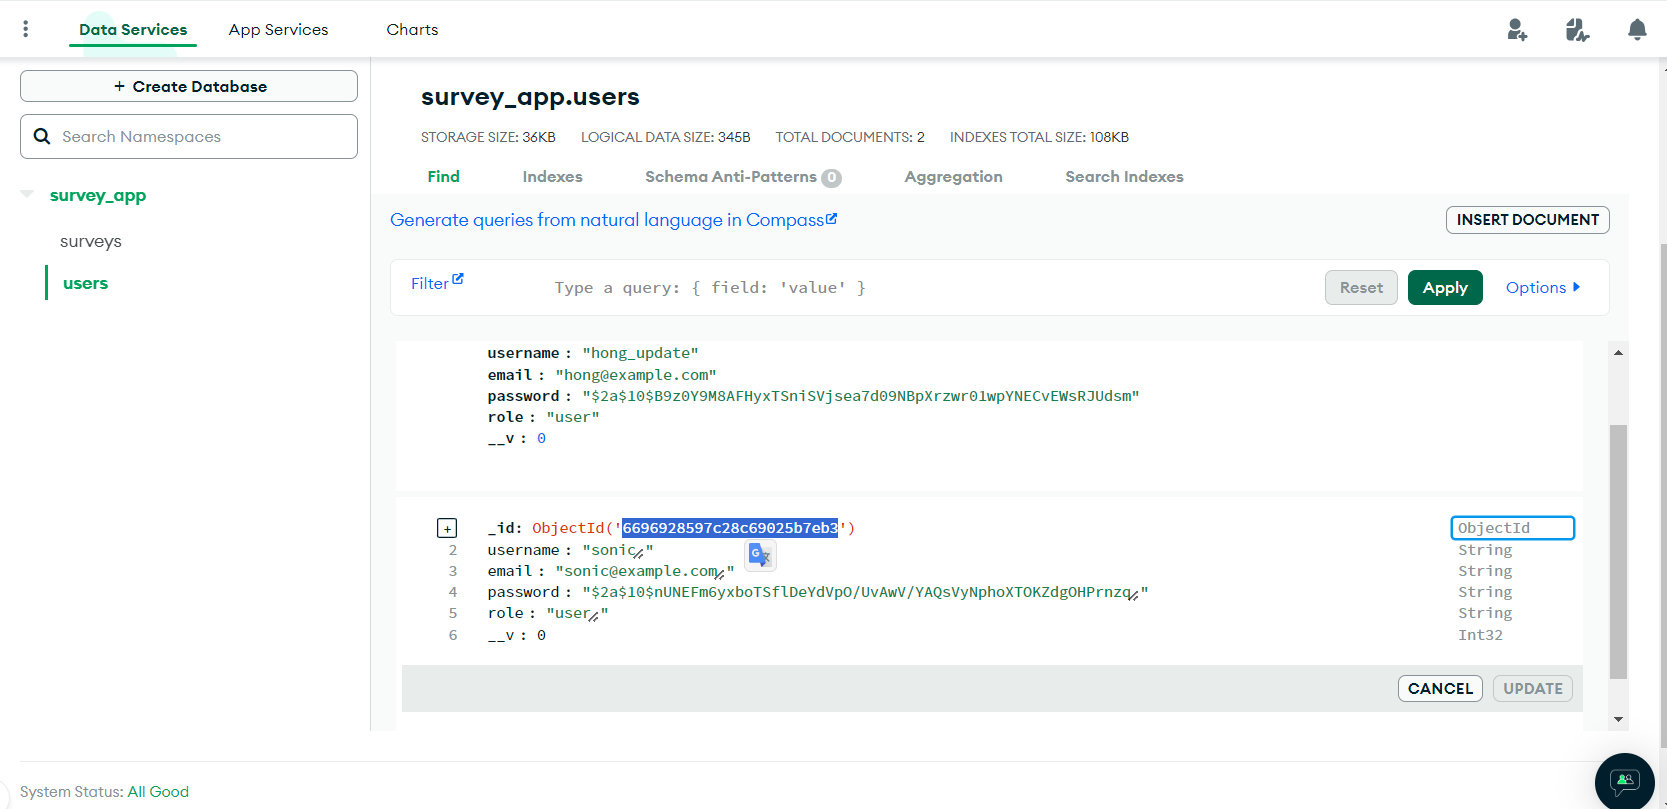 Data Services App Services Charts
+ Create Database
Search Namespaces
survey_app
surveys
users
survey_app.users
STORAGE SIZE: 36KB LOGICAL DATA SIZE: 345B TOTAL DOCUMENTS: 2 INDEXES TOTAL SIZE: 108KB
Find Indexes Schema Anti-Patterns 0 Aggregation Search Indexes
Generate queries from natural language in Compass
INSERT DOCUMENT
Filter Type a query: { field: 'value' } Reset Apply Options
username : "hong_update"
email : "hong@example.com"
password : "$2a$10$B9z0Y9M8AFHyxTSniSVjsea7d09NBpXrzwr01wpYNECvEWsRJUdsm"
role : "user"
__v : 0
_id: ObjectId('6696928597c28c69025b7eb3') ObjectId
2 username : "sonic" String
3 email : "sonic@example.com" String
4 password : "$2a$10$nUNEFm6yxboTSflDeYdVpO/UvAwV/YAQsVyNphoXTOKZdgOHPrnzq" String
5 role : "user" String
6 __v : 0 Int32
CANCEL UPDATE
System Status: All Good